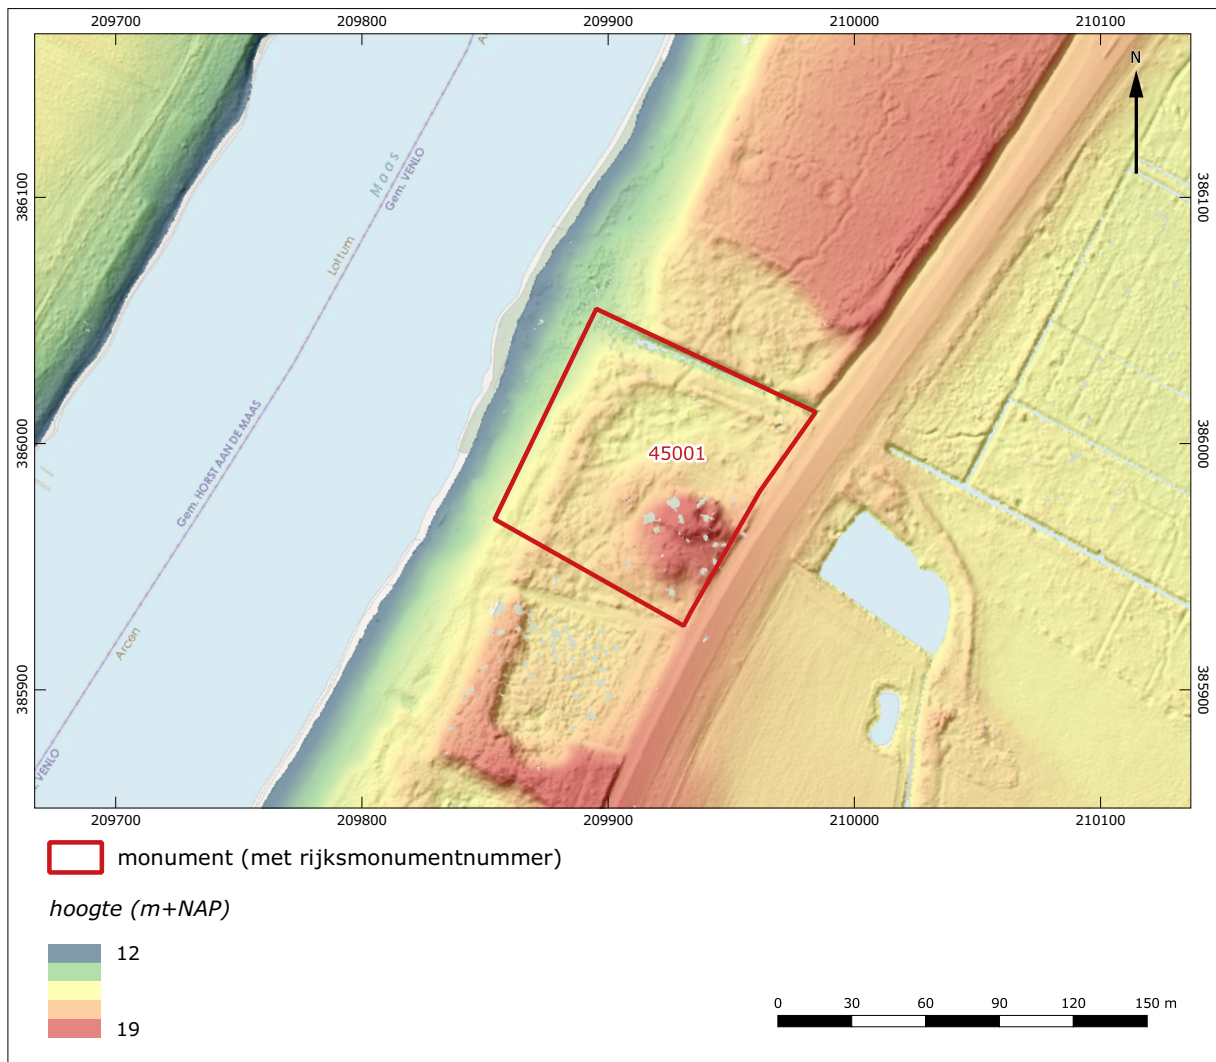 209700 209800 209900 210000 210100
386100 386100
386000 386000
385900 385900
N
Maas
Gem. VENLO
Lottum
A
Gem. HORST AAN DE MAAS
Arcen
VENLO
45001
209700 209800 209900 210000 210100
monument (met rijksmonumentnummer)
hoogte (m+NAP)
12
19
0 30 60 90 120 150 m